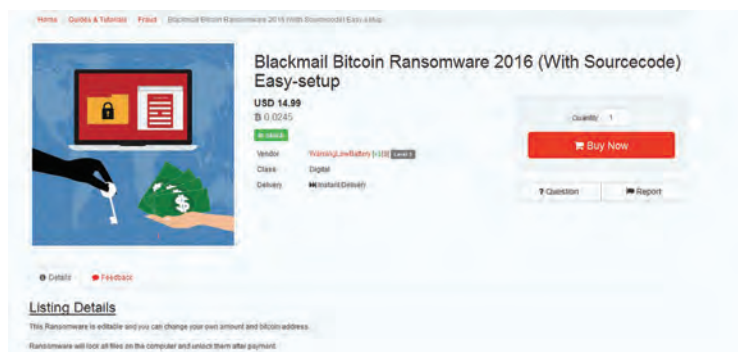 Home Guides & Tutorials Fraud Blackmail Bitcoin Ransomware 2016 (With Sourcecode) Easy-setup
Blackmail Bitcoin Ransomware 2016 (With Sourcecode)
Easy-setup
USD 14.99
฿ 0.0245
In stock
Vendor
Class Digital
Delivery Instant Delivery
Quantity 1
Buy Now
? Question Report
Details Feedback
Listing Details
This Ransomware is editable and you can change your own amount and bitcoin address.
Ransomware will lock all files on the computer and unlock them after payment.